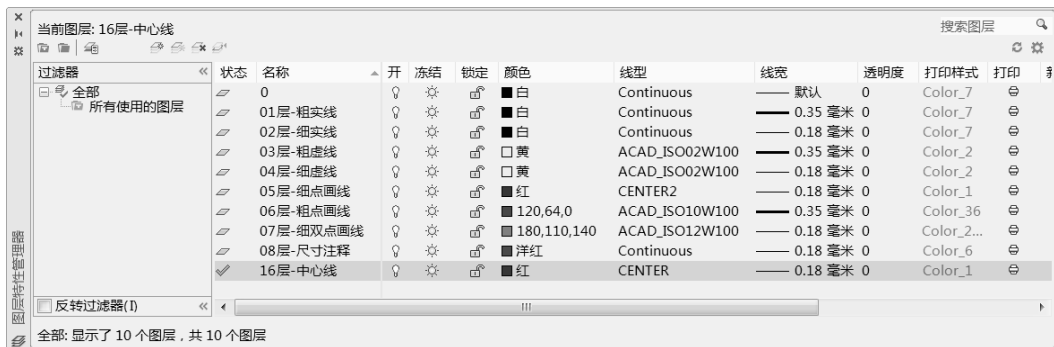 当前图层: 16层-中心线
搜索图层
过滤器 状态 名称 开 冻结 锁定 颜色 线型 线宽 透明度 打印样式 打印
全部
所有使用的图层
0 白 Continuous 默认 0 Color_7
01层-粗实线 白 Continuous 0.35 毫米 0 Color_7
02层-细实线 白 Continuous 0.18 毫米 0 Color_7
03层-粗虚线 黄 ACAD_ISO02W100 0.35 毫米 0 Color_2
04层-细虚线 黄 ACAD_ISO02W100 0.18 毫米 0 Color_2
05层-细点画线 红 CENTER2 0.18 毫米 0 Color_1
06层-粗点画线 120,64,0 ACAD_ISO10W100 0.35 毫米 0 Color_36
07层-细双点画线 180,110,140 ACAD_ISO12W100 0.18 毫米 0 Color_2...
08层-尺寸注释 洋红 Continuous 0.18 毫米 0 Color_6
16层-中心线 红 CENTER 0.18 毫米 0 Color_1
反转过滤器(I)
图层特性管理器
全部: 显示了 10 个图层 , 共 10 个图层